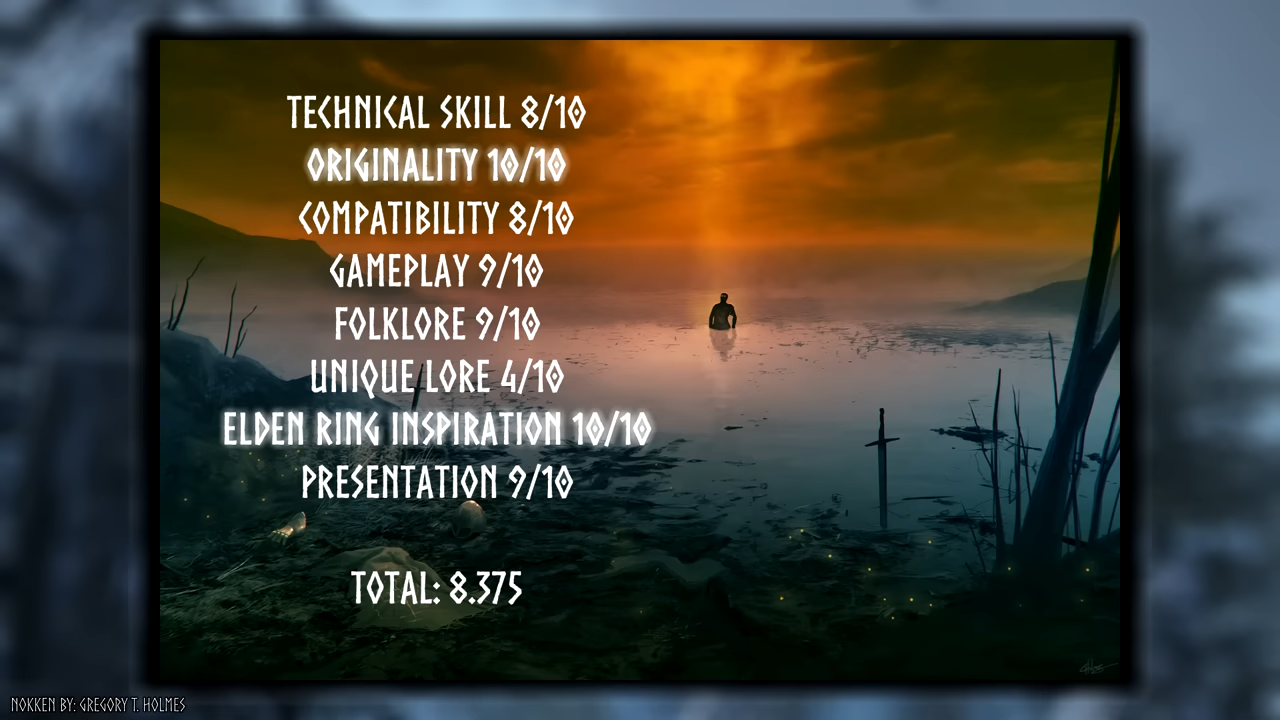 TECHNICAL SKILL 8/10
ORIGINALITY 10/10
COMPATIBILITY 8/10
GAMEPLAY 9/10
FOLKLORE 9/10
UNIQUE LORE 4/10
ELDEN RING INSPIRATION 10/10
PRESENTATION 9/10
TOTAL: 8.375
NOKKEN BY: GREGORY T. HOLMES